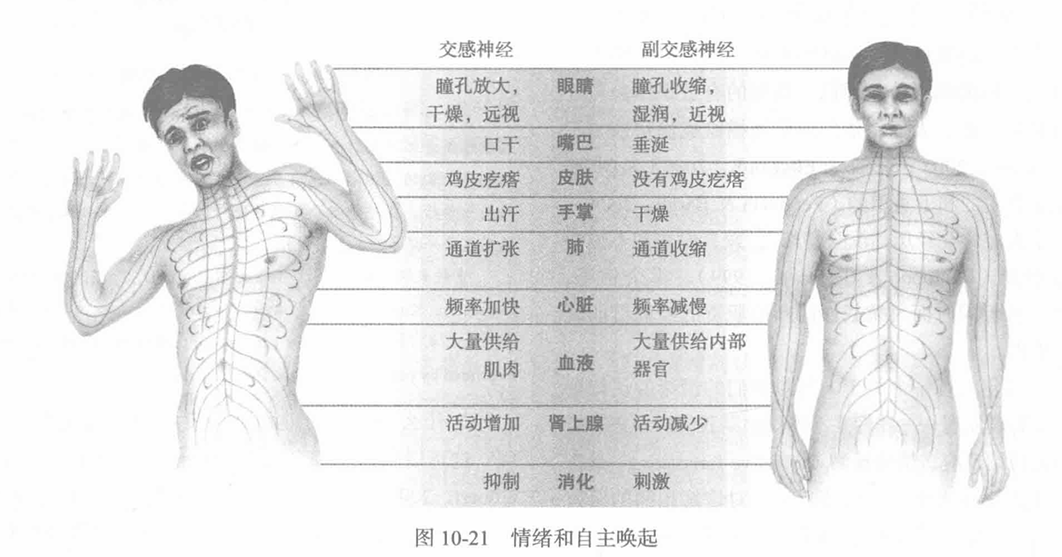 交感神经 副交感神经
瞳孔放大， 眼睛 瞳孔收缩，
干燥，远视 湿润，近视
口干 嘴巴 垂涎
鸡皮疙瘩 皮肤 没有鸡皮疙瘩
出汗 手掌 干燥
通道扩张 肺 通道收缩
频率加快 心脏 频率减慢
大量供给 大量供给内部
肌肉 血液 器官
活动增加 肾上腺 活动减少
抑制 消化 刺激
图 10-21 情绪和自主唤起